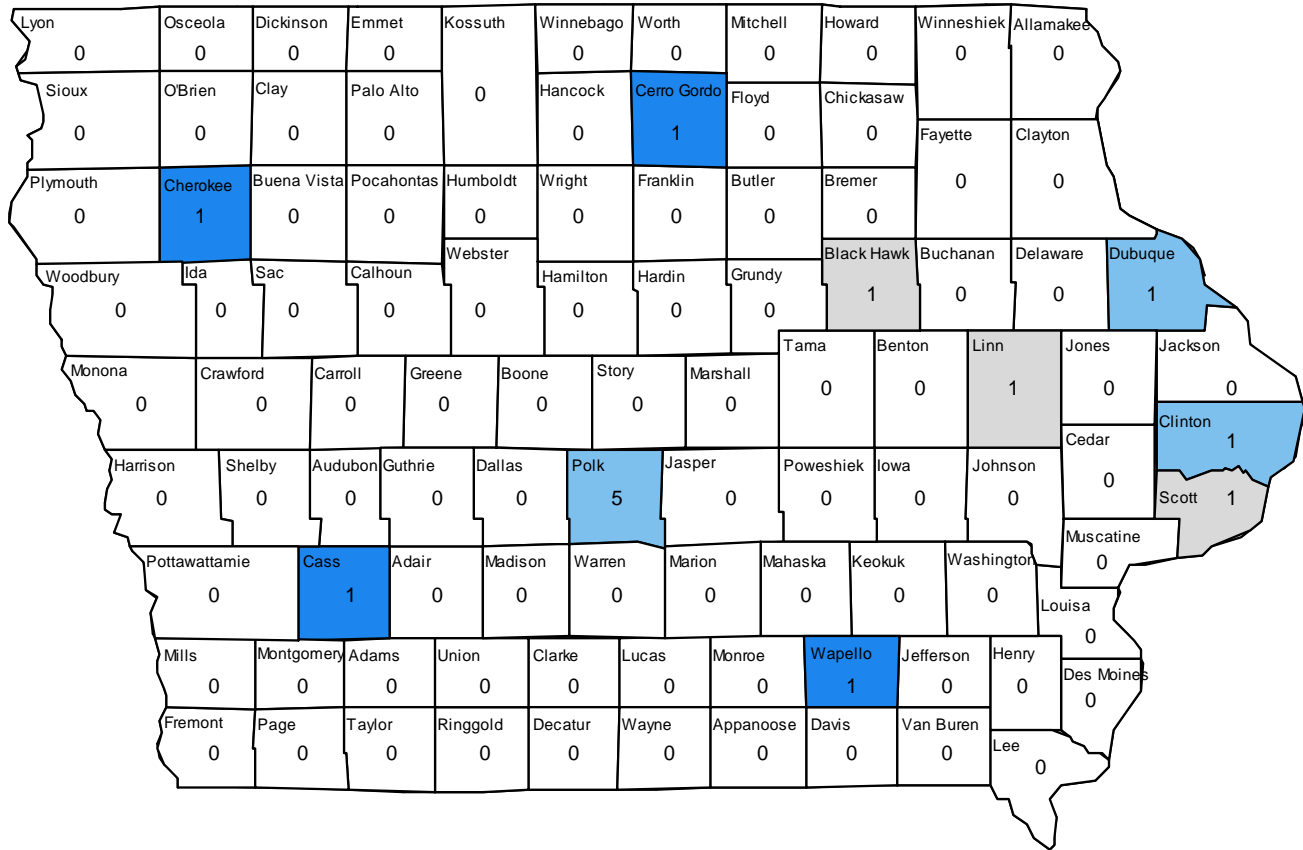 Lyon
0
Osceola
0
Dickinson
0
Emmet
0
Kossuth
0
Winnebago
0
Worth
0
Mitchell
0
Howard
0
Winneshiek
0
Allamakee
0
Sioux
0
O'Brien
0
Clay
0
Palo Alto
0
Hancock
0
Cerro Gordo
1
Floyd
0
Chickasaw
0
Fayette
0
Clayton
0
Plymouth
0
Cherokee
1
Buena Vista
0
Pocahontas
0
Humboldt
0
Wright
0
Franklin
0
Butler
0
Bremer
0
Woodbury
0
Ida
0
Sac
0
Calhoun
0
Webster
0
Hamilton
0
Hardin
0
Grundy
0
Black Hawk
1
Buchanan
0
Delaware
0
Dubuque
1
Monona
0
Crawford
0
Carroll
0
Greene
0
Boone
0
Story
0
Marshall
0
Tama
0
Benton
0
Linn
1
Jones
0
Jackson
0
Clinton
1
Cedar
0
Harrison
0
Shelby
0
Audubon
0
Guthrie
0
Dallas
0
Polk
5
Jasper
0
Poweshiek
0
Iowa
0
Johnson
0
Scott 1
Muscatine
0
Pottawattamie
0
Cass
1
Adair
0
Madison
0
Warren
0
Marion
0
Mahaska
0
Keokuk
0
Washington
0
Louisa
0
Mills
0
Montgomery
0
Adams
0
Union
0
Clarke
0
Lucas
0
Monroe
0
Wapello
1
Jefferson
0
Henry
0
Des Moines
0
Fremont
0
Page
0
Taylor
0
Ringgold
0
Decatur
0
Wayne
0
Appanoose
0
Davis
0
Van Buren
0
Lee
0